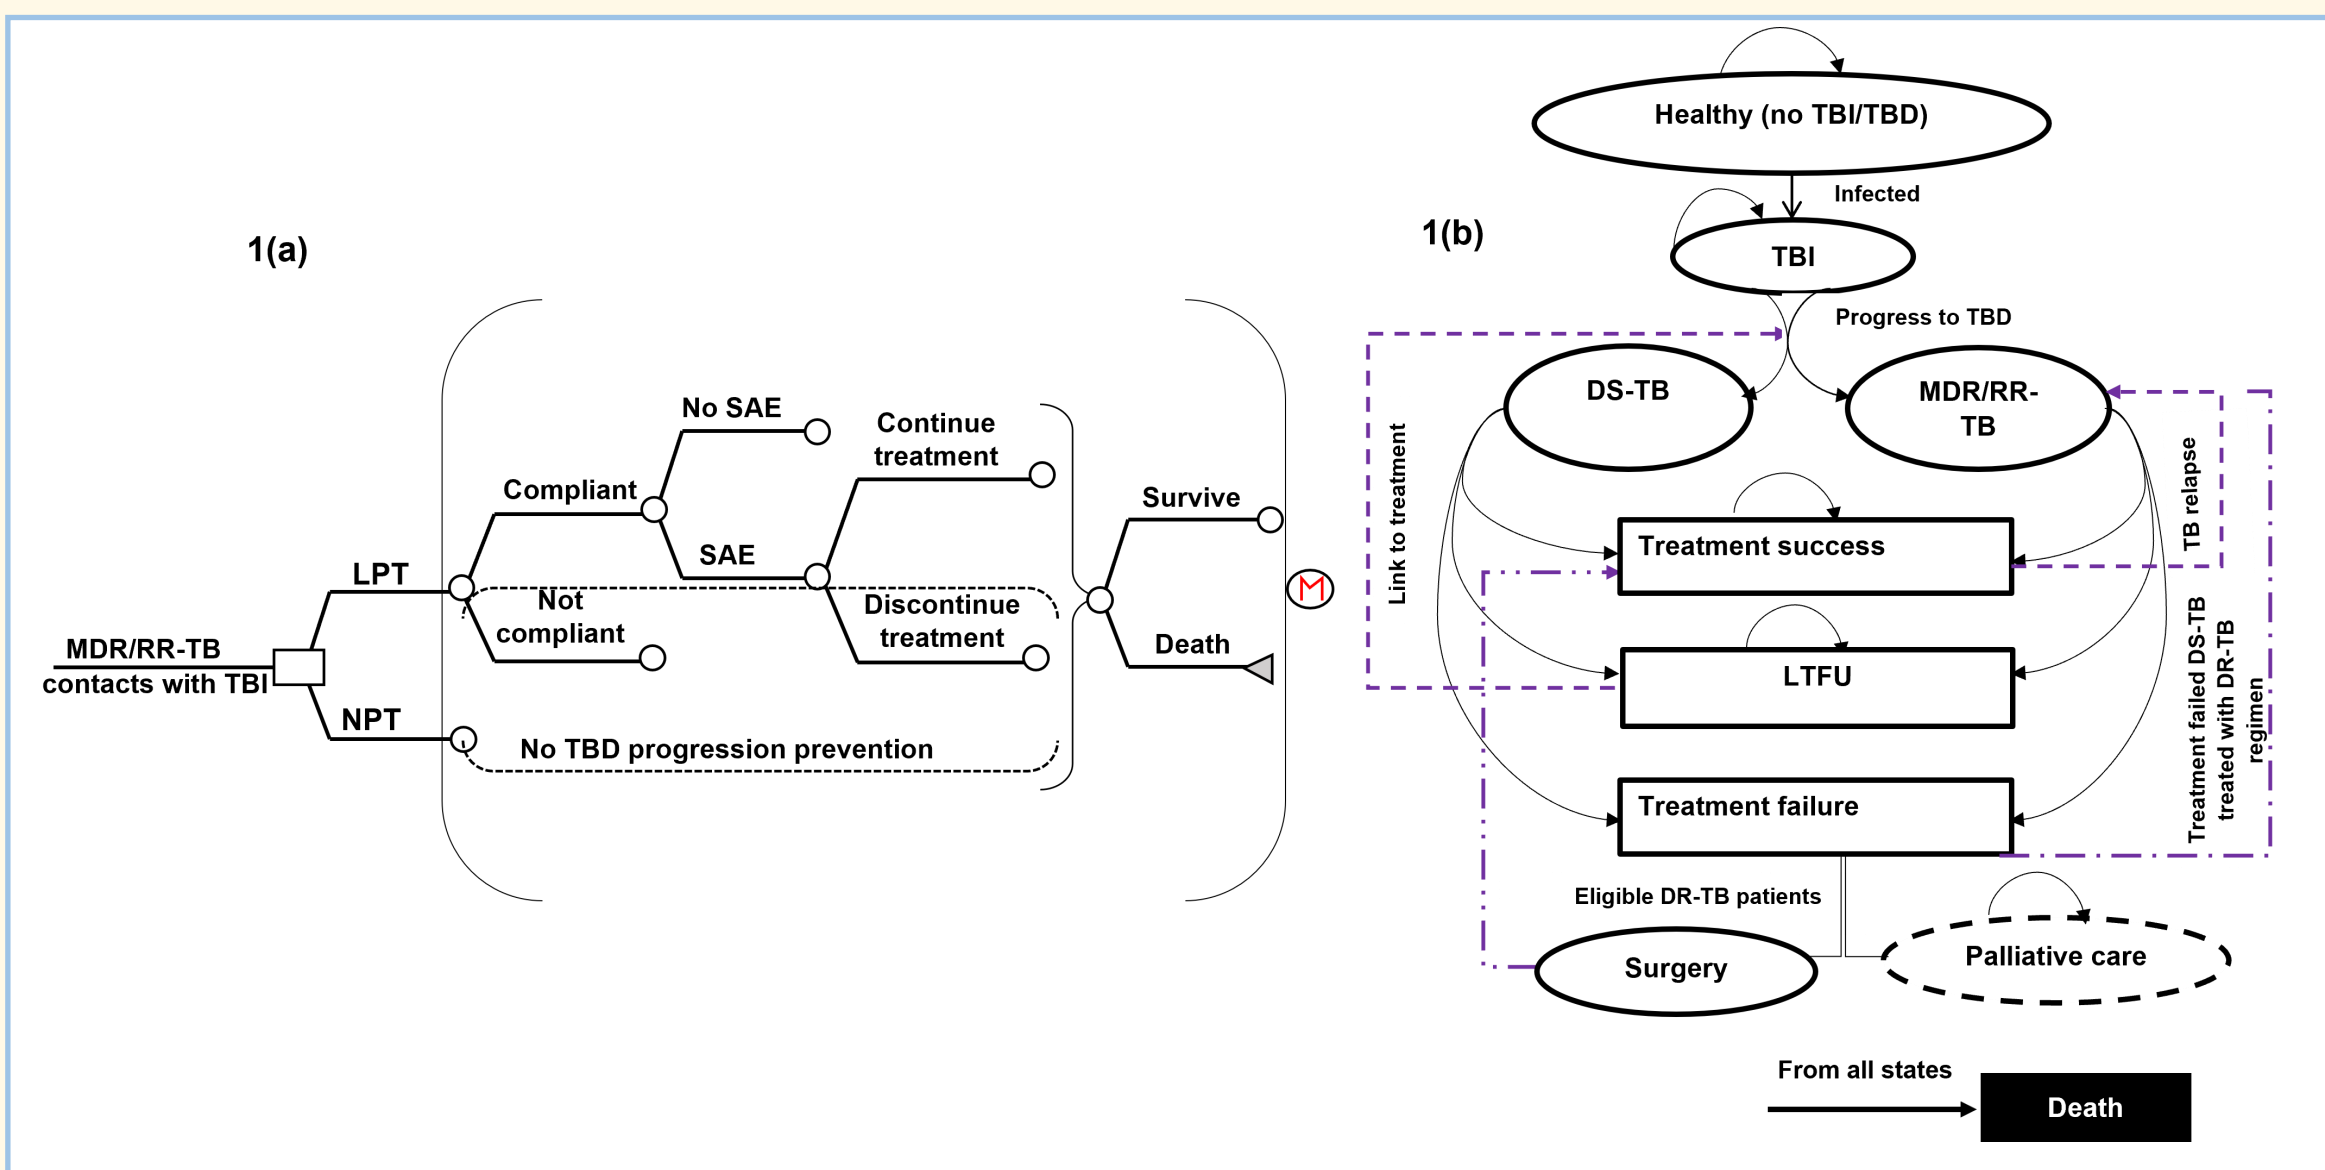 1(a)
No SAE
Continue
treatment
Compliant
SAE
Survive
LPT
Not
compliant
Discontinue
treatment
Death
MDR/RR-TB
contacts with TBI
NPT
No TBD progression prevention
M
1(b)
Healthy (no TBI/TBD)
Infected
TBI
Progress to TBD
DS-TB
MDR/RR-
TB
Link to treatment
TB relapse
Treatment success
LTFU
Treatment failed DS-TB
treated with DR-TB
regimen
Treatment failure
Eligible DR-TB patients
Surgery
Palliative care
From all states
Death